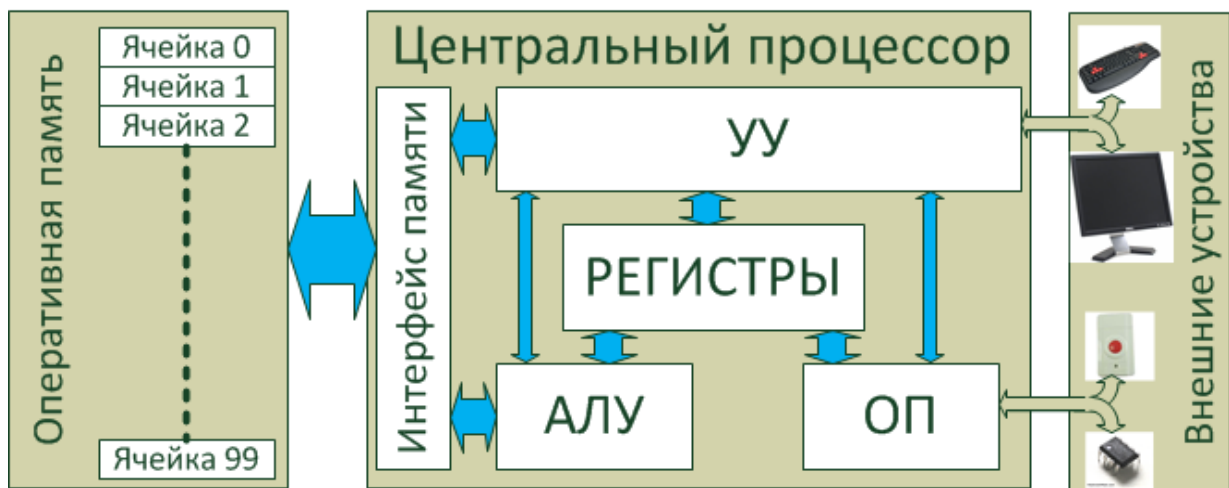 Оперативная память
Ячейка 0
Ячейка 1
Ячейка 2
Ячейка 99
Центральный процессор
Интерфейс памяти
УУ
РЕГИСТРЫ
АЛУ
ОП
Внешние устройства